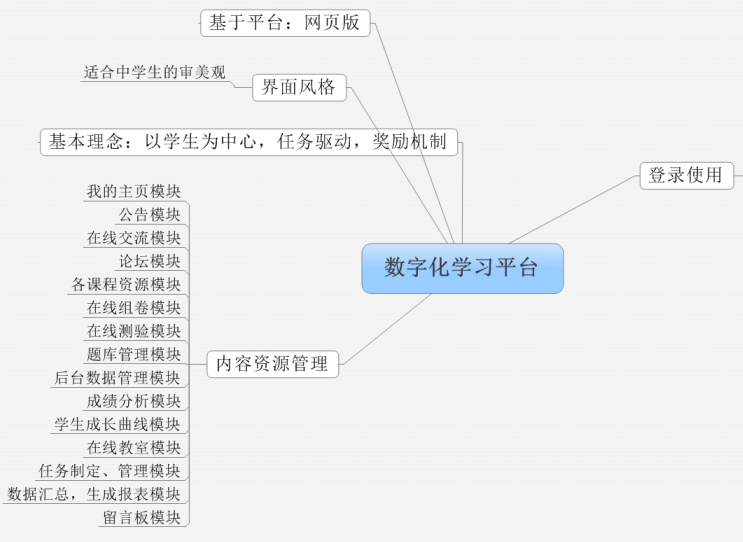 基于平台：网页版
适合中学生的审美观
界面风格
基本理念：以学生为中心，任务驱动，奖励机制
登录使用
数字化学习平台
内容资源管理
我的主页模块
公告模块
在线交流模块
论坛模块
各课程资源模块
在线组卷模块
在线测验模块
题库管理模块
后台数据管理模块
成绩分析模块
学生成长曲线模块
在线教室模块
任务制定、管理模块
数据汇总，生成报表模块
留言板模块